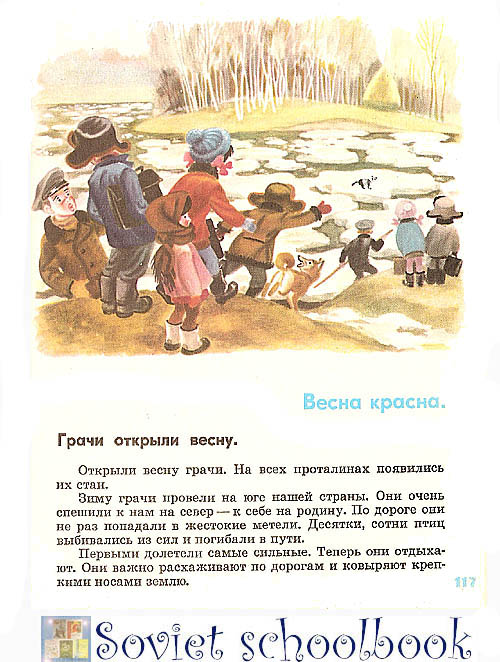 Весна красна.
Грачи открыли весну.
Открыли весну грачи. На всех проталинах появились
их стаи.
Зиму грачи провели на юге нашей страны. Они очень
спешили к нам на север — к себе на родину. По дороге они
не раз попадали в жестокие метели. Десятки, сотни птиц
выбивались из сил и погибали в пути.
Первыми долетели самые сильные. Теперь они отдыха-
ют. Они важно расхаживают по дорогам и ковыряют креп-
кими носами землю.
117
Soviet schoolbook